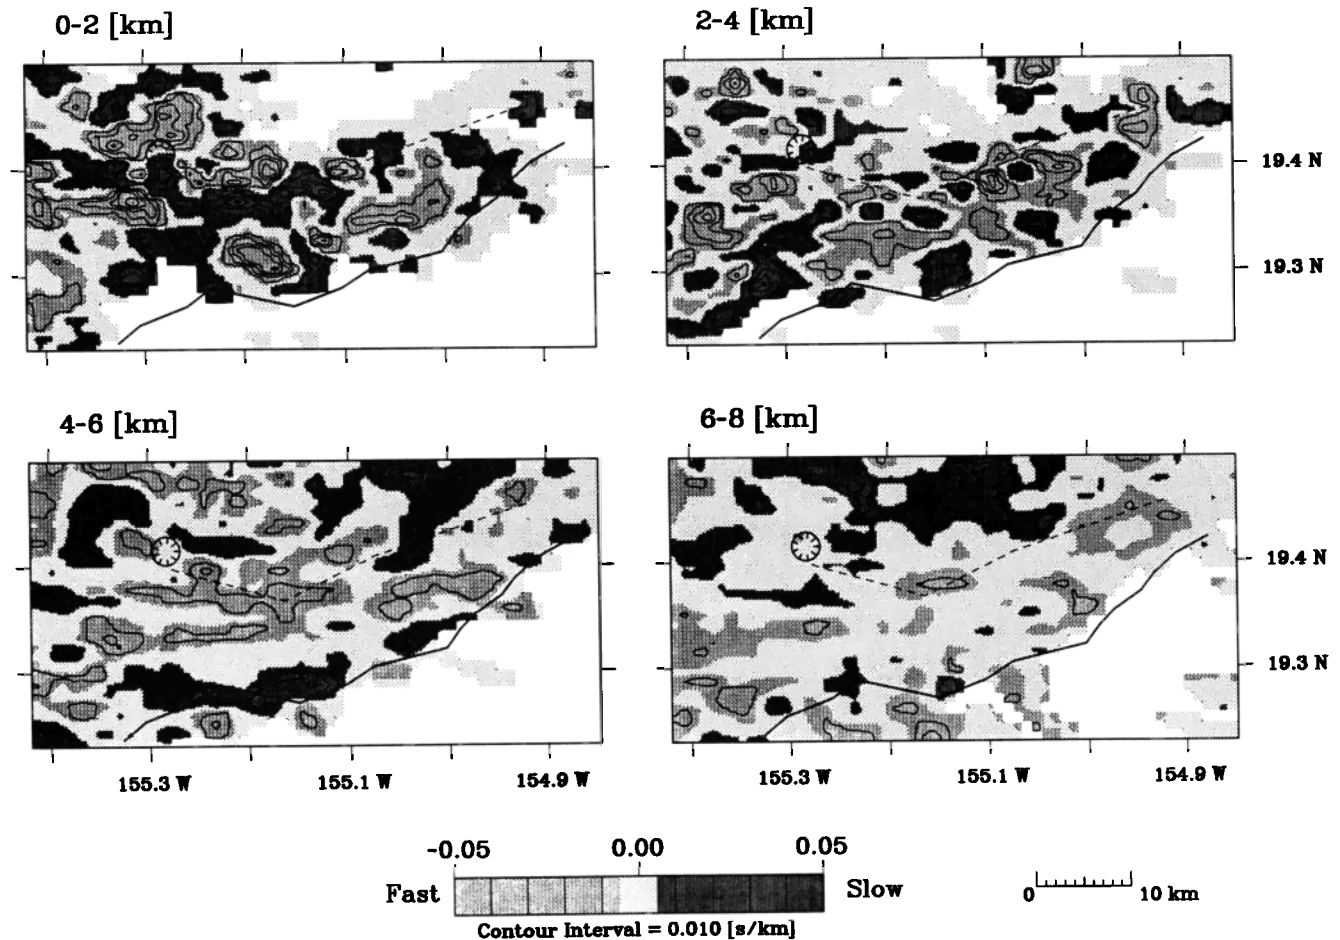 0-2 [km]
2-4 [km]
19.4 N
19.3 N
4-6 [km]
6-8 [km]
19.4 N
19.3 N
155.3 W 155.1 W 154.9 W
155.3 W 155.1 W 154.9 W
-0.05 0.00 0.05
Fast Slow
0 10 km
Contour Interval = 0.010 [s/km]